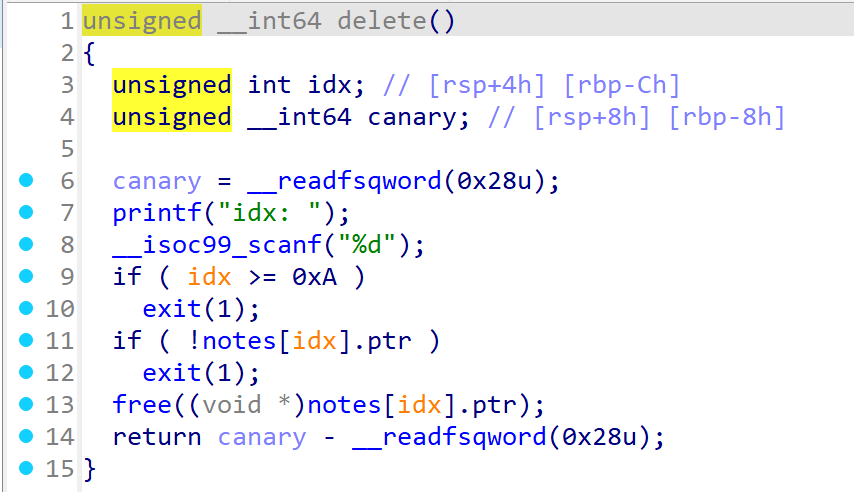 1 unsigned __int64 delete()
2 {
3 unsigned int idx; // [rsp+4h] [rbp-Ch]
4 unsigned __int64 canary; // [rsp+8h] [rbp-8h]
5
6 canary = __readfsqword(0x28u);
7 printf("idx: ");
8 __isoc99_scanf("%d");
9 if ( idx >= 0xA )
10 exit(1);
11 if ( !notes[idx].ptr )
12 exit(1);
13 free((void *)notes[idx].ptr);
14 return canary - __readfsqword(0x28u);
15 }